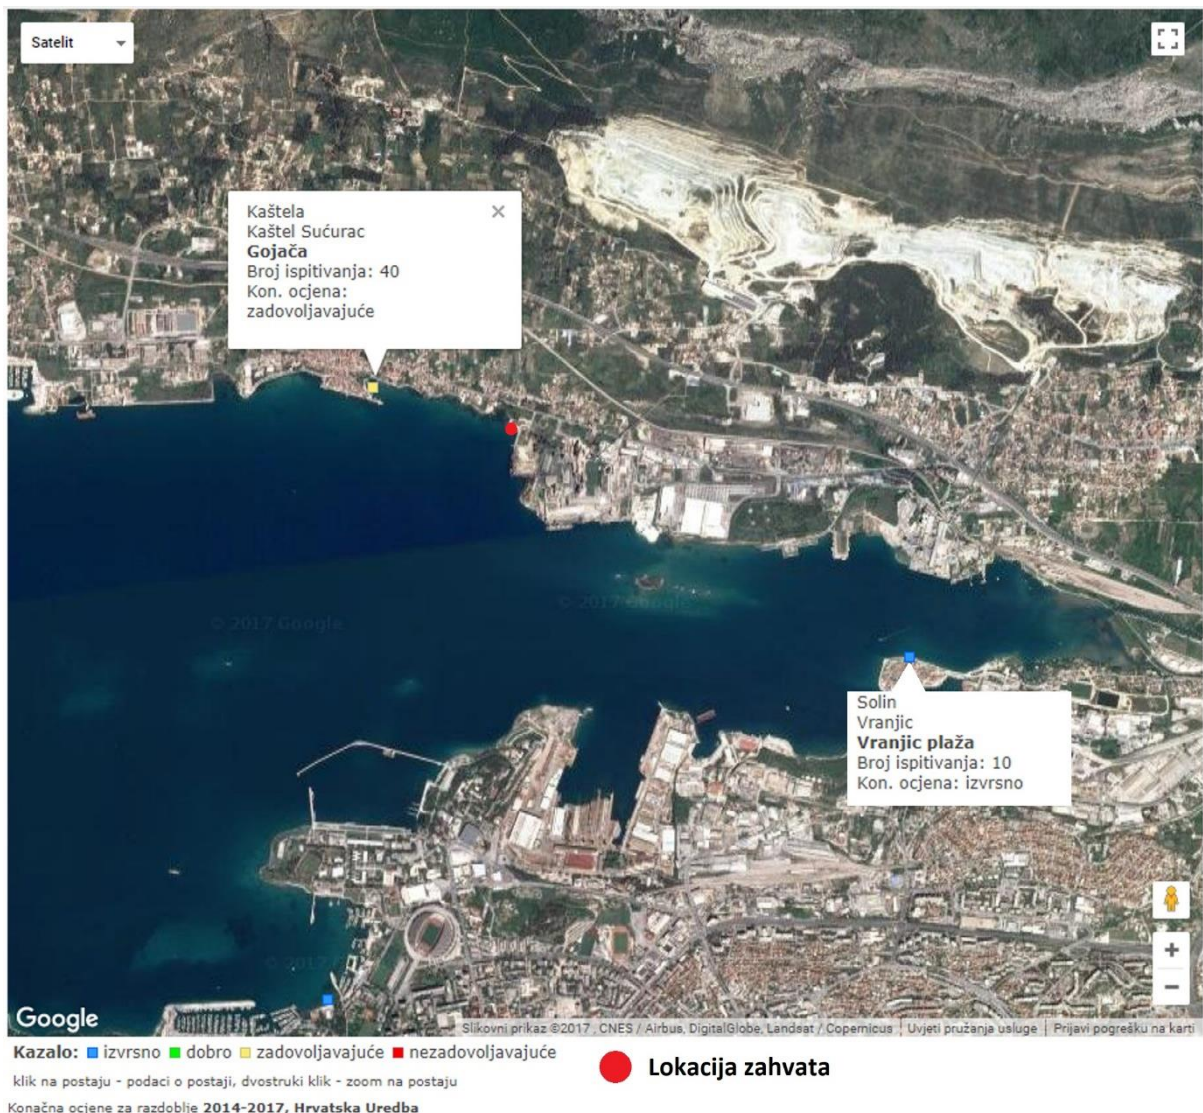 Satelit
Kaštela
Kaštel Sućurac
Gojača
Broj ispitivanja: 40
Kon. ocjena:
zadovoljavajuće
© 2017 Google
© 2017 Google
Solin
Vranjic
Vranjic plaža
Broj ispitivanja: 10
Kon. ocjena: izvrsno
Google
Slikovni prikaz ©2017 , CNES / Airbus, DigitalGlobe, Landsat / Copernicus
Uvjeti pružanja usluge
Prijavi pogrešku na karti
Kazalo: izvrsno dobro zadovoljavajuće nezadovoljavajuće
Lokacija zahvata
klik na postaju - podaci o postaji, dvostruki klik - zoom na postaju
Konačna ocjene za razdoblje 2014-2017, Hrvatska Uredba